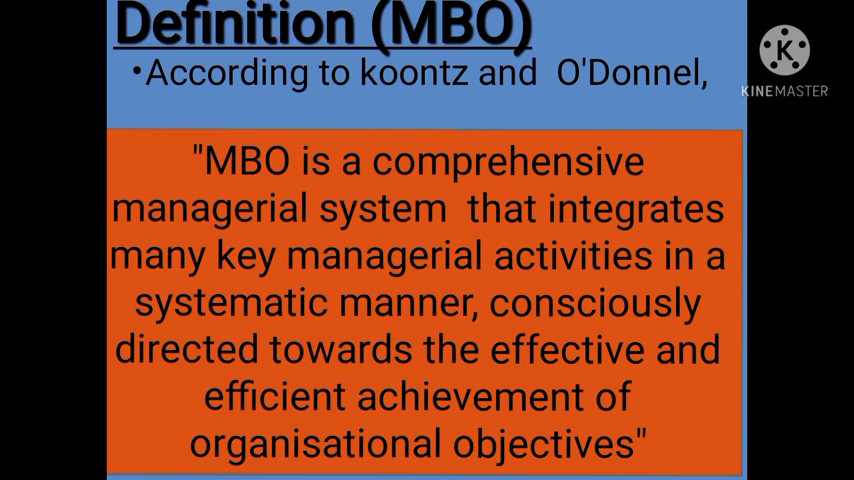 Definition (MBO)
•According to koontz and O'Donnel,
K
KINEMASTER
"MBO is a comprehensive
managerial system that integrates
many key managerial activities in a
systematic manner, consciously
directed towards the effective and
efficient achievement of
organisational objectives"